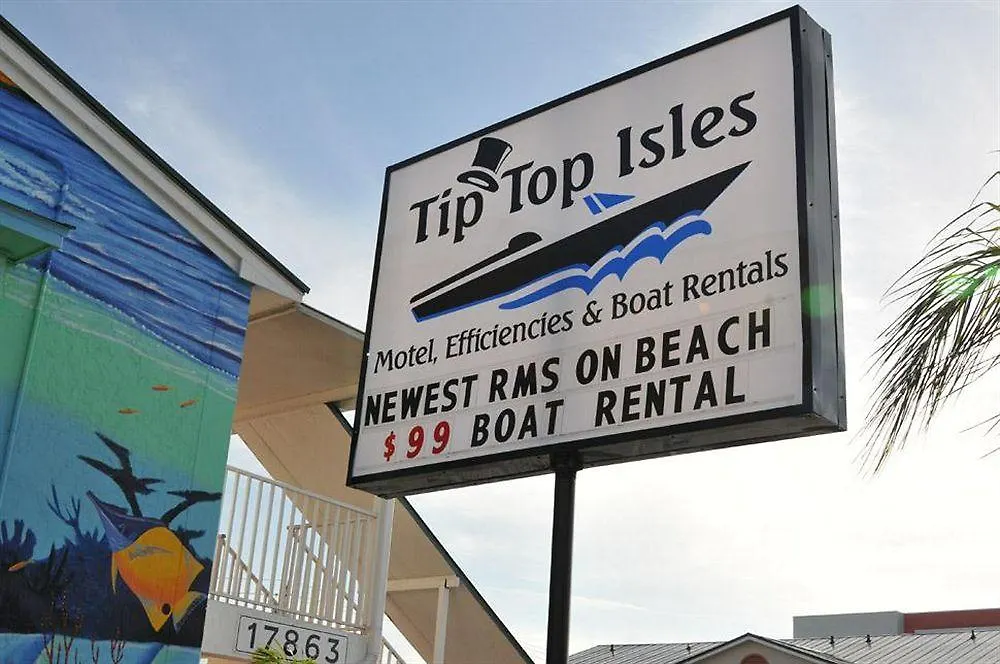 Tip Top Isles
Motel, Efficiencies & Boat Rentals
NEWEST RMS ON BEACH
$99 BOAT RENTAL
17863